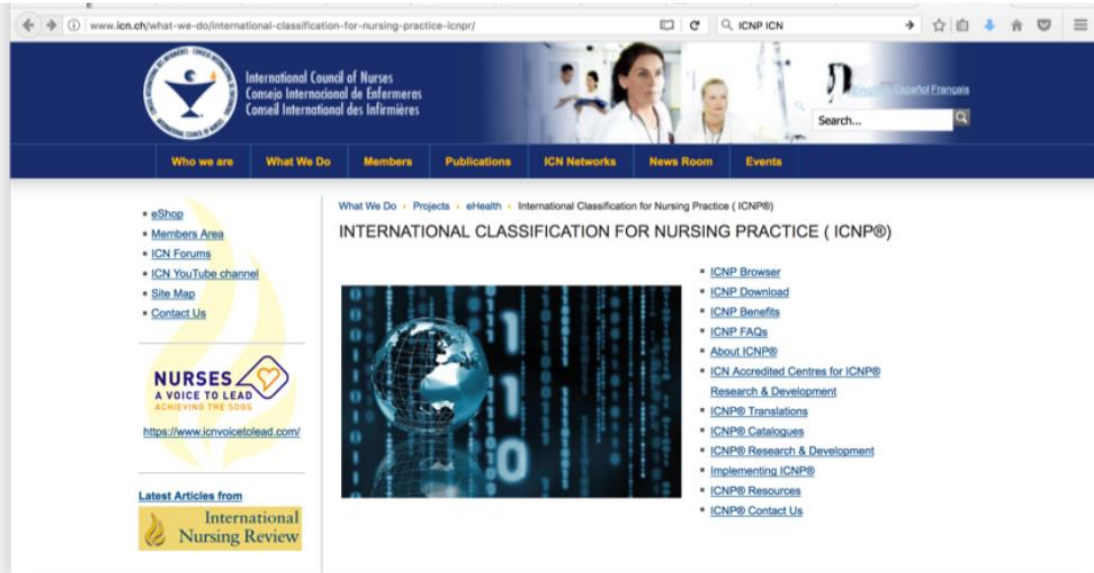 www.icn.ch/what-we-do/international-classification-for-nursing-practice-icnpr/
ICNP ICN
International Council of Nurses
Consejo Internacional de Enfermeras
Conseil International des Infirmières
English Español Français
Search...
Who we are What We Do Members Publications ICN Networks News Room Events
eShop
Members Area
ICN Forums
ICN YouTube channel
Site Map
Contact Us
NURSES
A VOICE TO LEAD
ACHIEVING THE SDGS
https://www.icnvoicetolead.com/
Latest Articles from
International
Nursing Review
What We Do › Projects › eHealth › International Classification for Nursing Practice ( ICNP®)
INTERNATIONAL CLASSIFICATION FOR NURSING PRACTICE ( ICNP®)
ICNP Browser
ICNP Download
ICNP Benefits
ICNP FAQs
About ICNP®
ICN Accredited Centres for ICNP®
Research & Development
ICNP® Translations
ICNP® Catalogues
ICNP® Research & Development
Implementing ICNP®
ICNP® Resources
ICNP® Contact Us